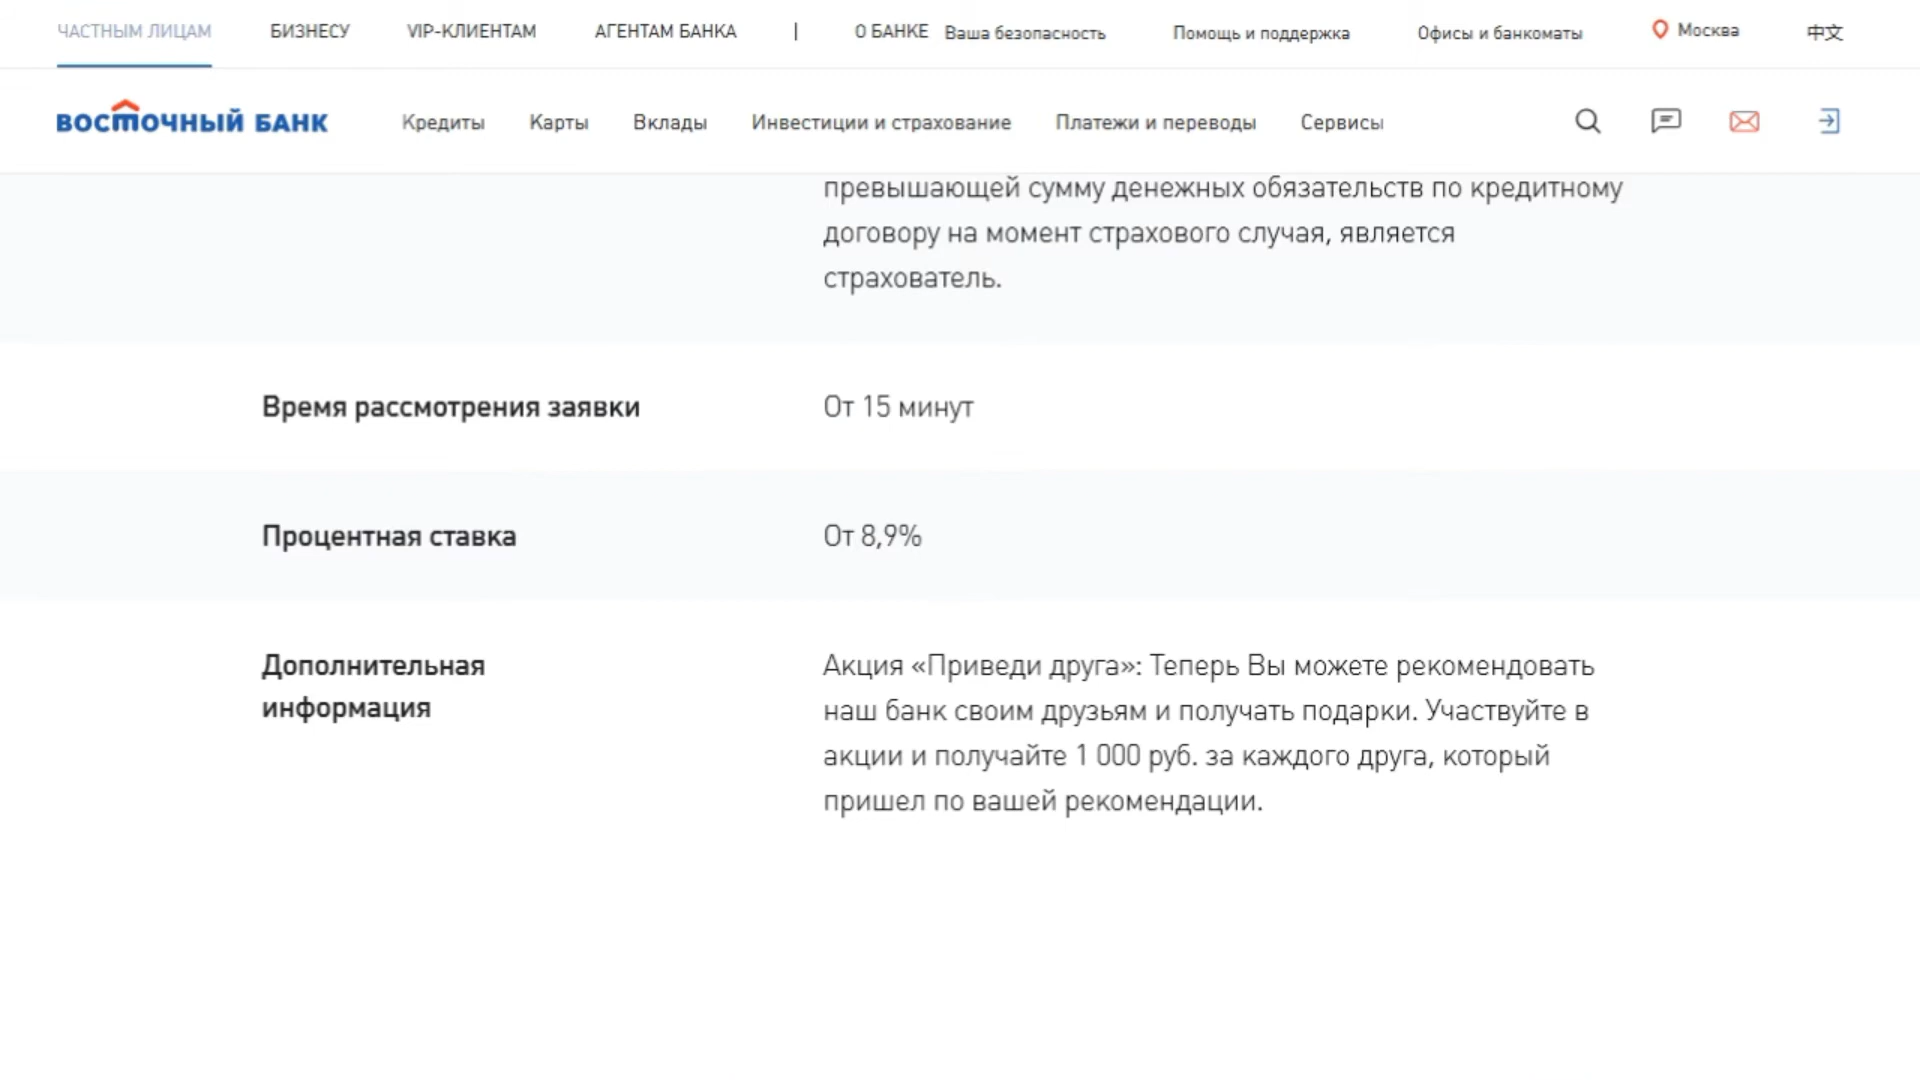 ЧАСТНЫМ ЛИЦАМ БИЗНЕСУ VIP-КЛИЕНТАМ АГЕНТАМ БАНКА | О БАНКЕ Ваша безопасность Помощь и поддержка Офисы и банкоматы Москва 中文
ВОСТОЧНЫЙ БАНК Кредиты Карты Вклады Инвестиции и страхование Платежи и переводы Сервисы
превышающей сумму денежных обязательств по кредитному
договору на момент страхового случая, является
страхователь.
Время рассмотрения заявки От 15 минут
Процентная ставка От 8,9%
Дополнительная
информация
Акция «Приведи друга»: Теперь Вы можете рекомендовать
наш банк своим друзьям и получать подарки. Участвуйте в
акции и получайте 1 000 руб. за каждого друга, который
пришел по вашей рекомендации.